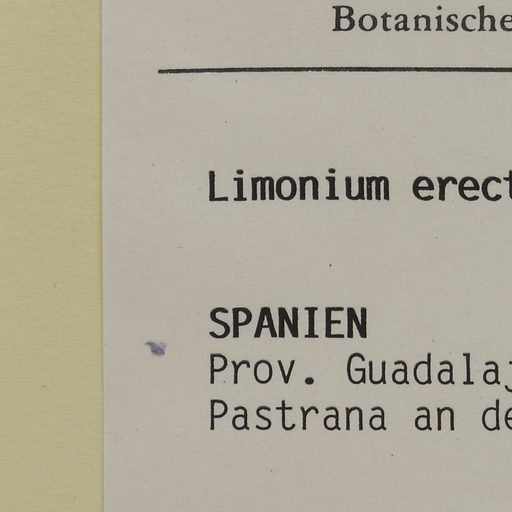 Botanische
Limonium erect
SPANIEN
Prov. Guadalaj
Pastrana an de